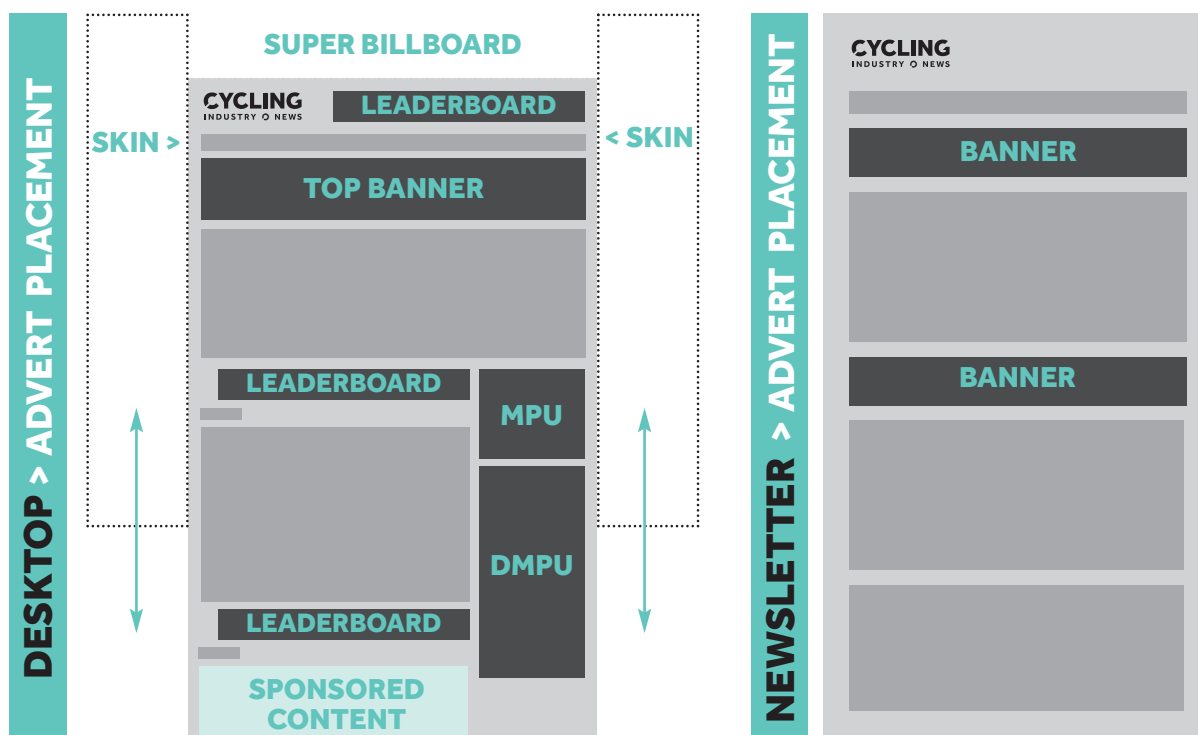 DESKTOP > ADVERT PLACEMENT
SUPER BILLBOARD
SKIN >
< SKIN
CYCLING
INDUSTRY NEWS
LEADERBOARD
TOP BANNER
LEADERBOARD
MPU
DMPU
LEADERBOARD
SPONSORED
CONTENT
NEWSLETTER > ADVERT PLACEMENT
CYCLING
INDUSTRY NEWS
BANNER
BANNER